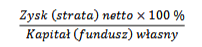 Zysk (strata) netto × 100 %
Kapitał (fundusz) własny